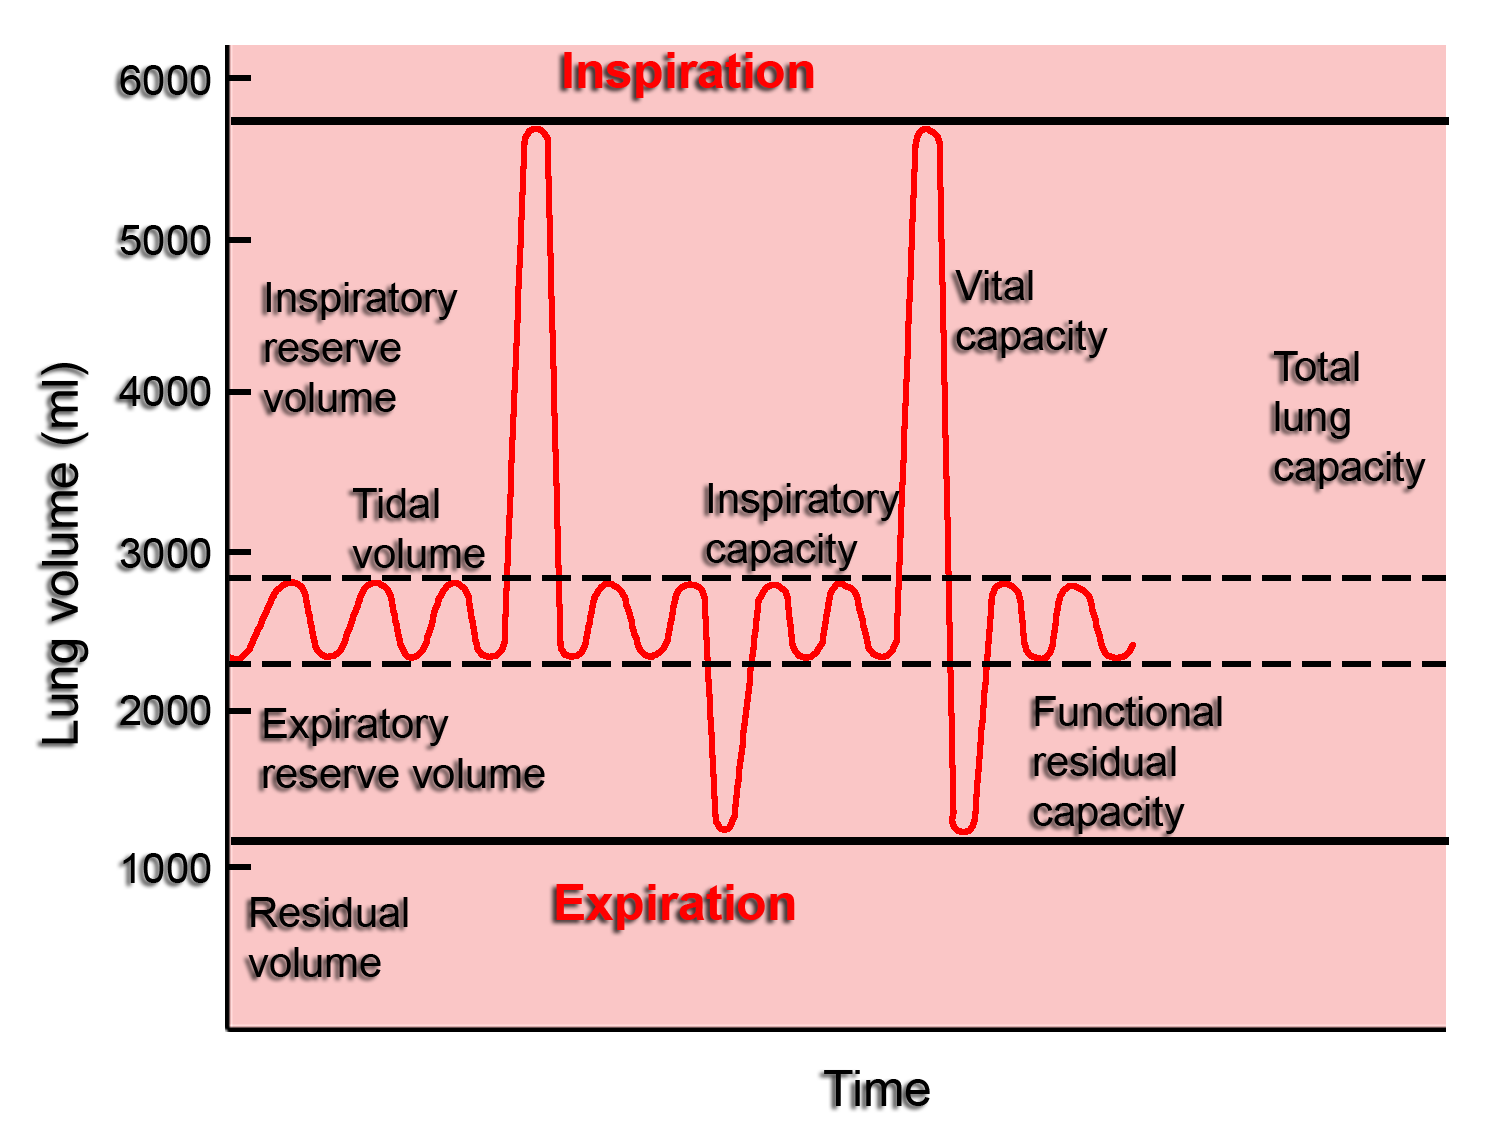 Inspiration
6000
5000
4000
3000
2000
1000
Lung volume (ml)
Inspiratory
reserve
volume
Tidal
volume
Inspiratory
capacity
Vital
capacity
Total
lung
capacity
Expiratory
reserve volume
Functional
residual
capacity
Residual
volume
Expiration
Time